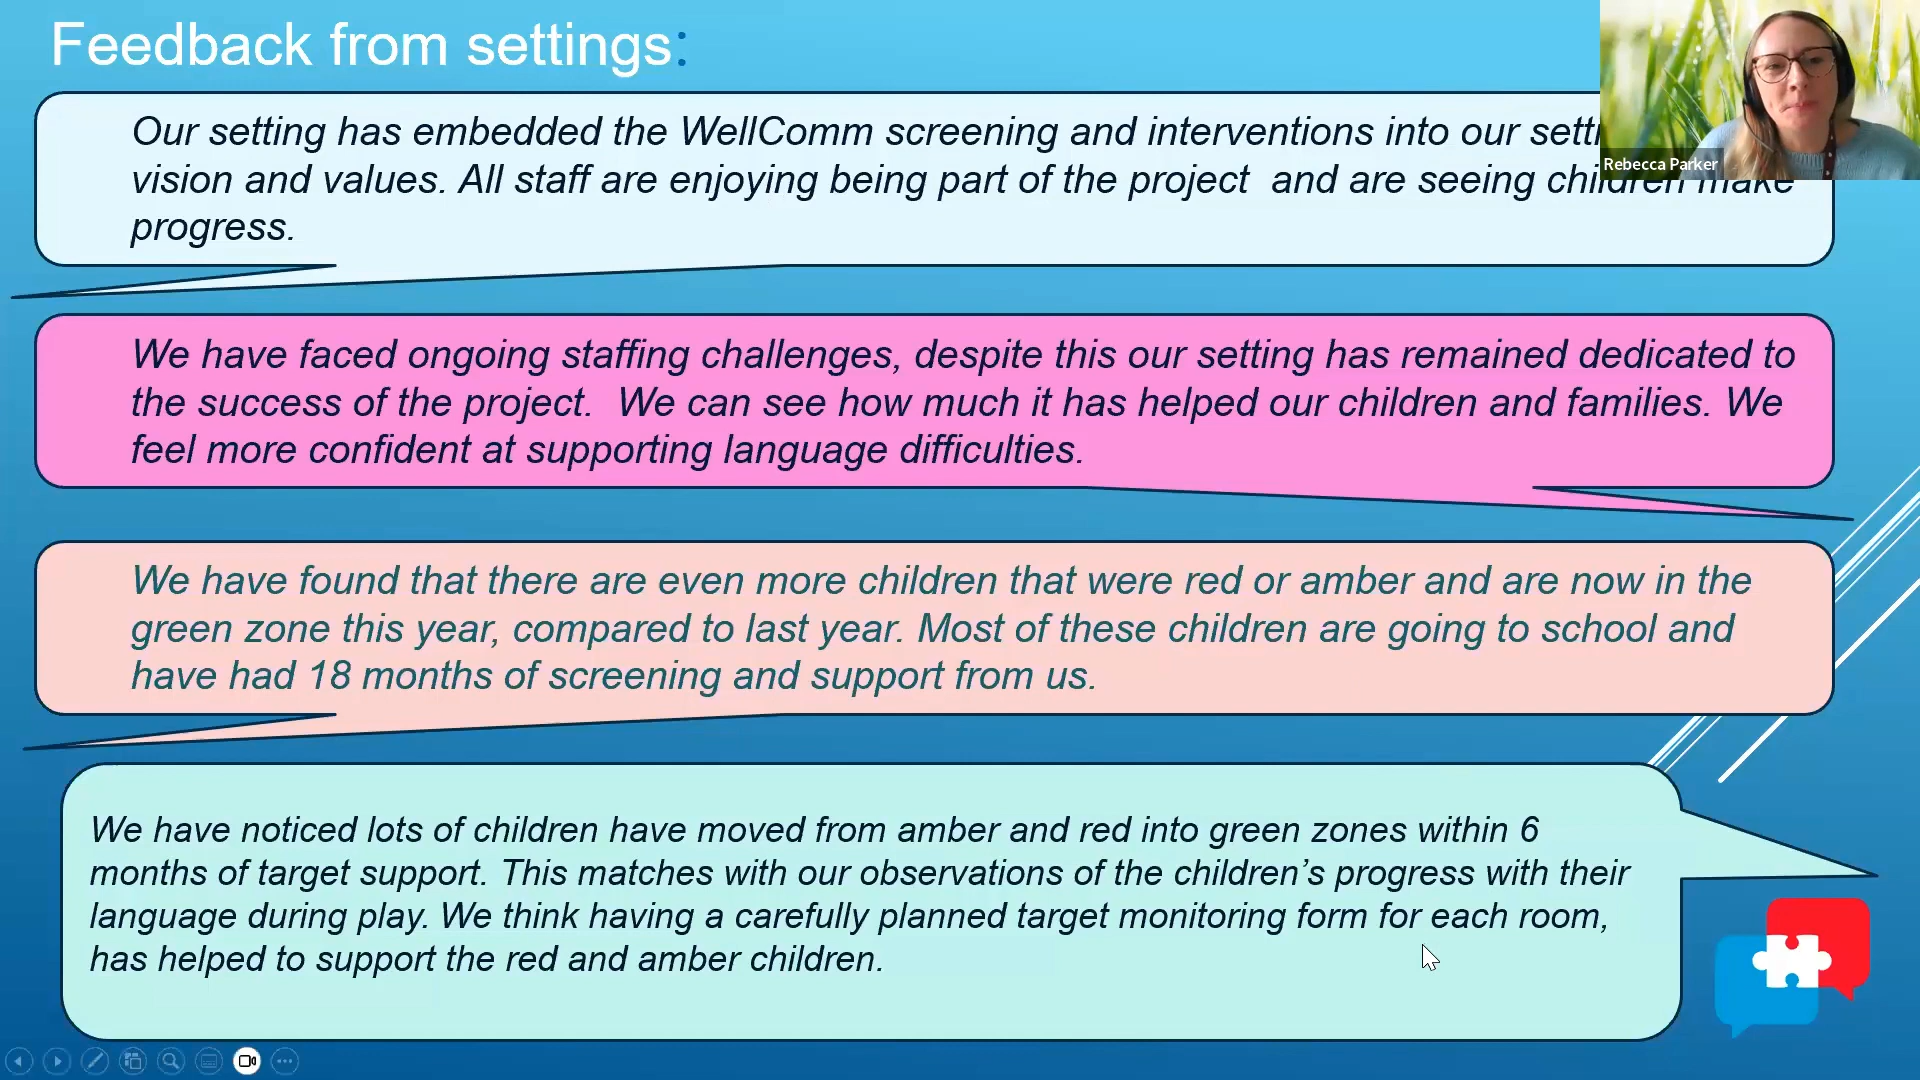 Feedback from settings:
Rebecca Parker
Our setting has embedded the WellComm screening and interventions into our
vision and values. All staff are enjoying being part of the project and are seeing children make
progress.
We have faced ongoing staffing challenges, despite this our setting has remained dedicated to
the success of the project. We can see how much it has helped our children and families. We
feel more confident at supporting language difficulties.
We have found that there are even more children that were red or amber and are now in the
green zone this year, compared to last year. Most of these children are going to school and
have had 18 months of screening and support from us.
We have noticed lots of children have moved from amber and red into green zones within 6
months of target support. This matches with our observations of the children’s progress with their
language during play. We think having a carefully planned target monitoring form for each room,
has helped to support the red and amber children.